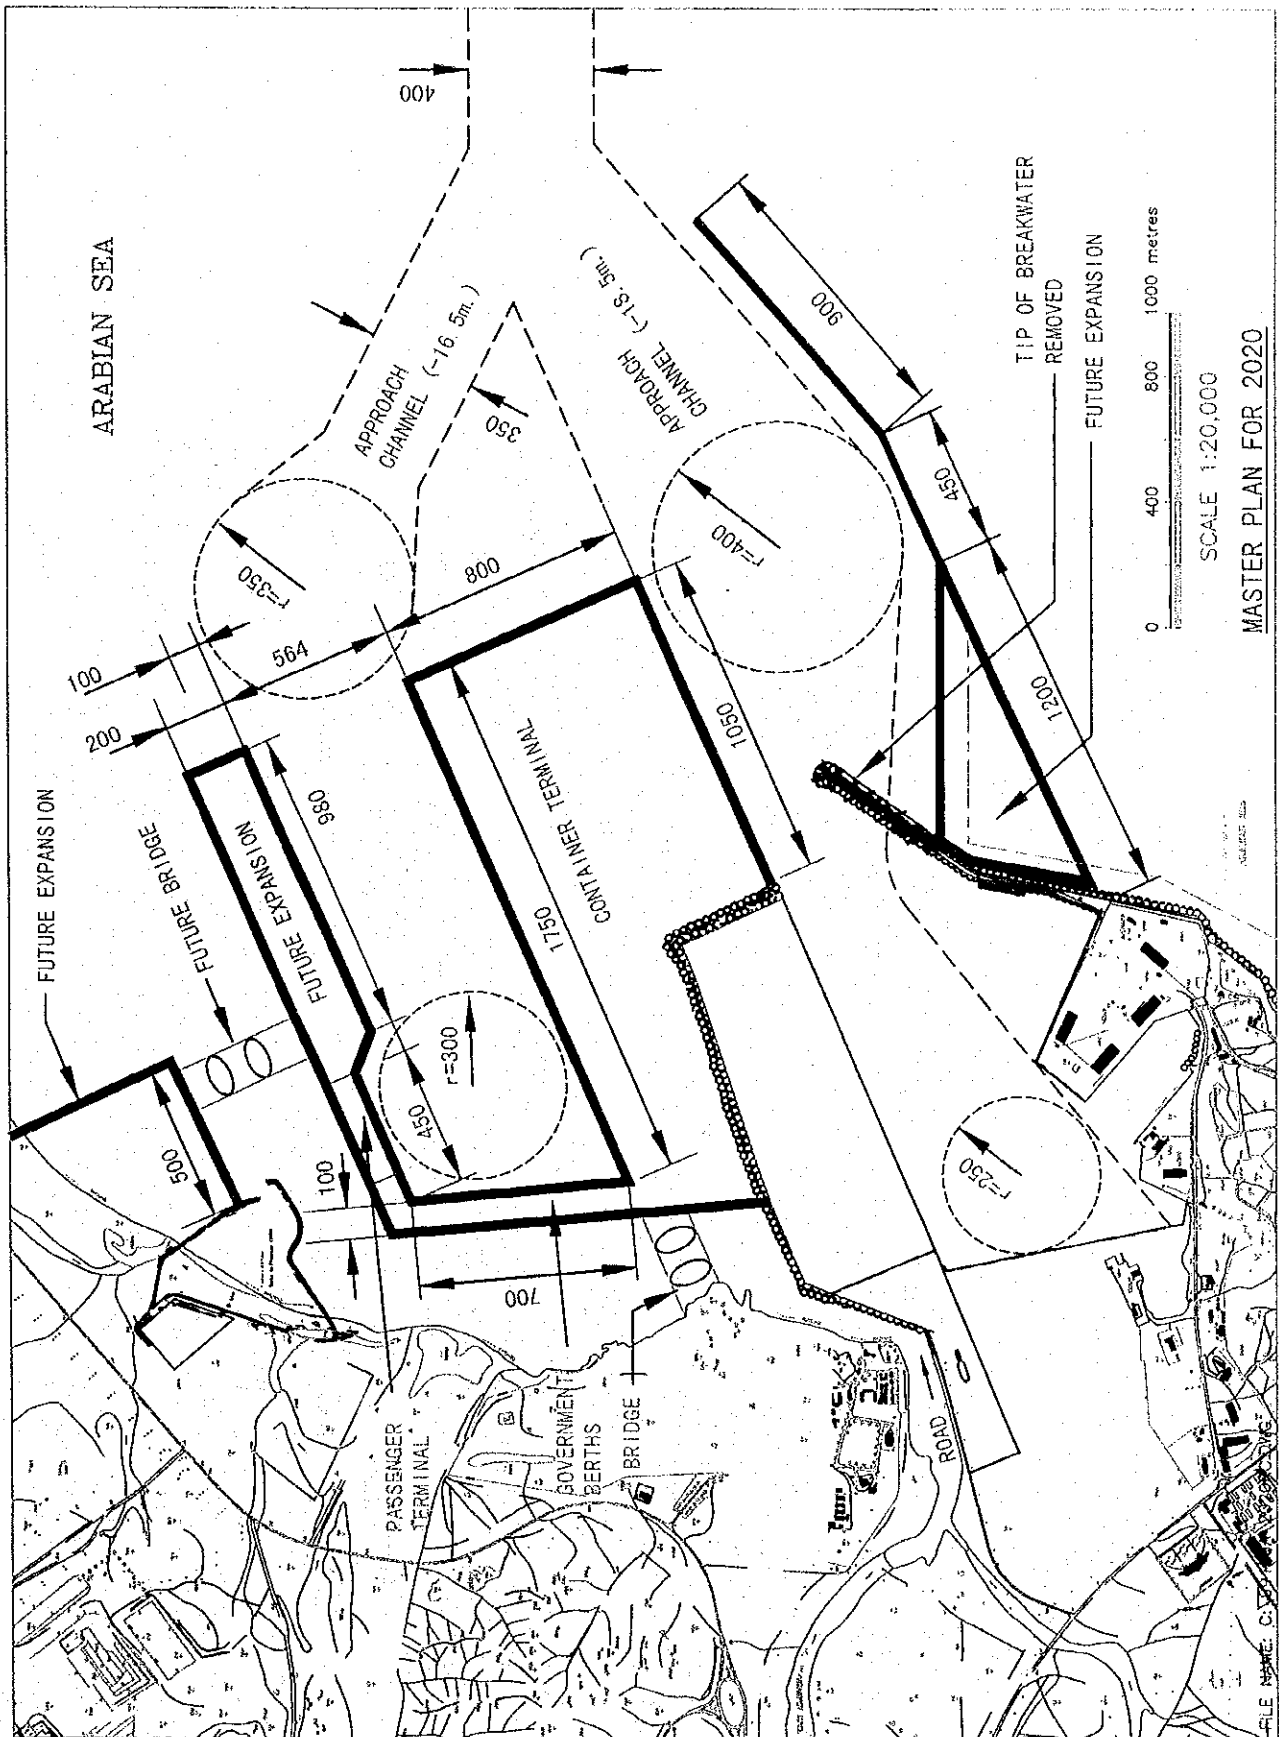 ARABIAN SEA
400
APPROACH
CHANNEL (-16.5m.)
350
APPROACH
CHANNEL (-18.5m.)
900
450
1200
TIP OF BREAKWATER
REMOVED
FUTURE EXPANSION
0 400 800 1000 metres
SCALE 1:20,000
MASTER PLAN FOR 2020
r=350
r=400
100
200
564
800
FUTURE EXPANSION
FUTURE BRIDGE
FUTURE EXPANSION
980
1050
CONTAINER TERMINAL
1750
r=300
450
500
100
700
r=250
PASSENGER
TERMINAL
GOVERNMENT
BERTHS
BRIDGE
ROAD
FILE NAME: